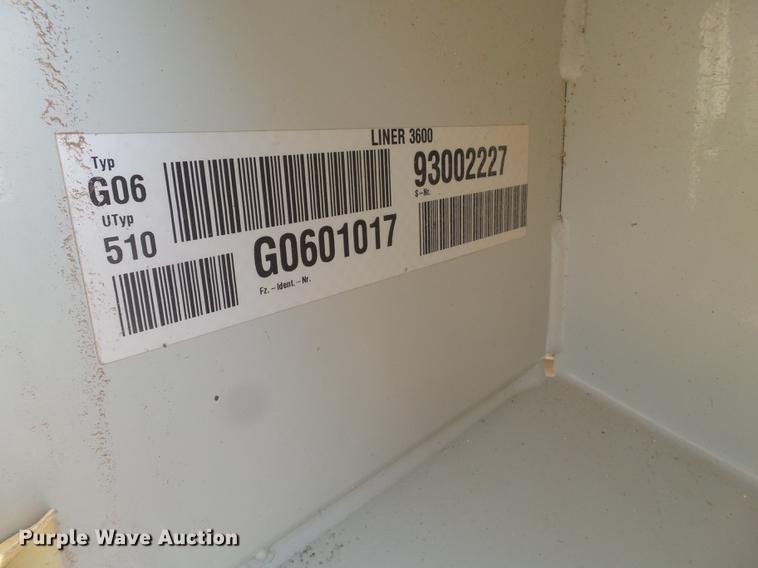 LINER 3600
Typ
G06
93002227
S-Nr.
UTyp
510
G0601017
Fz.-Ident.-Nr.
Purple Wave Auction